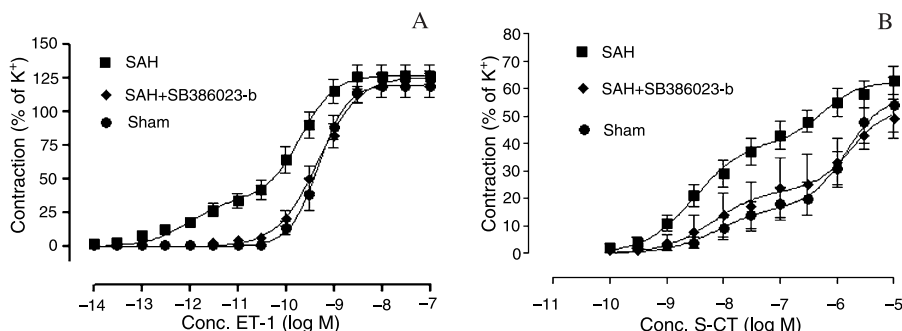 A
150
125
100
75
50
25
0
Contraction (% of K⁺)
SAH
SAH+SB386023-b
Sham
−14 −13 −12 −11 −10 −9 −8 −7
Conc. ET-1 (log M)
B
80
70
60
50
40
30
20
10
0
Contraction (% of K⁺)
SAH
SAH+SB386023-b
Sham
−11 −10 −9 −8 −7 −6 −5
Conc. S-CT (log M)